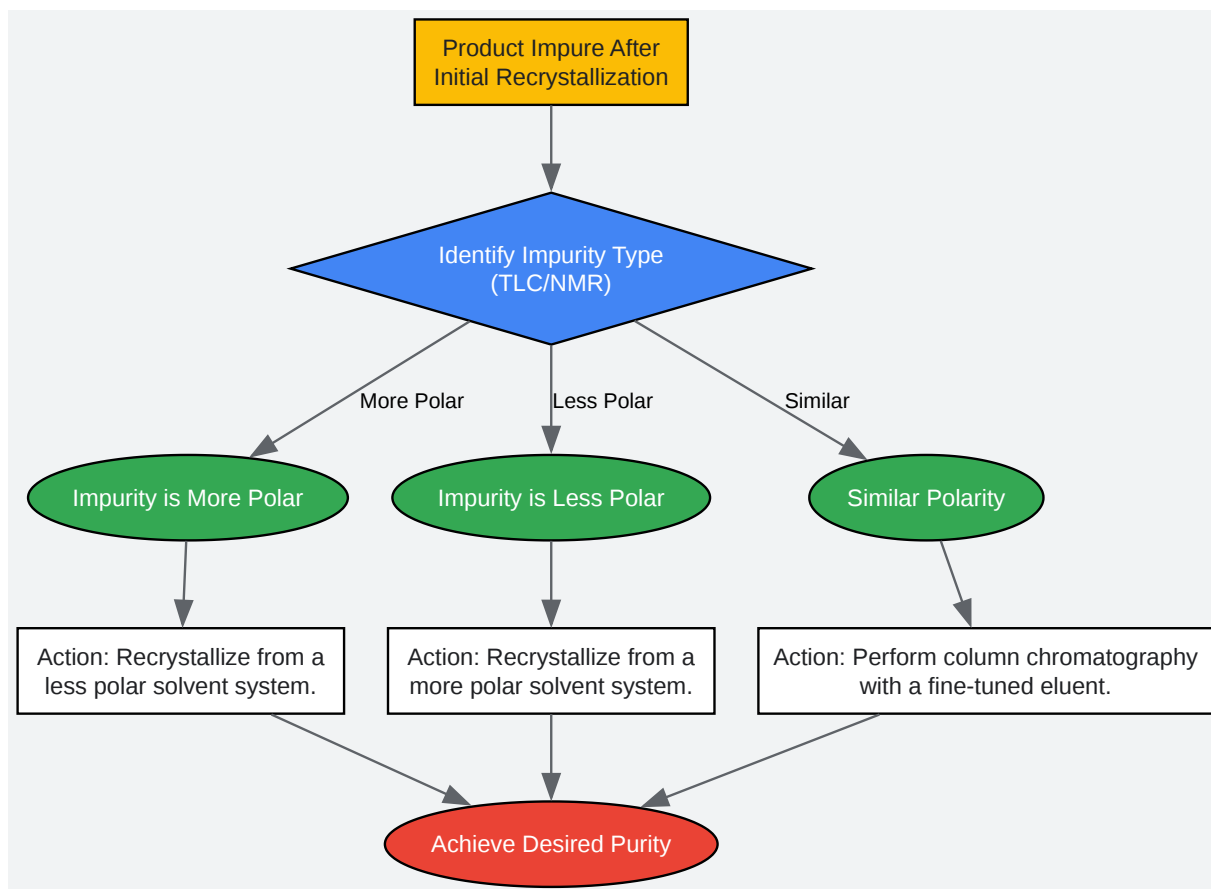 Product Impure After
Initial Recrystallization
Identify Impurity Type
(TLC/NMR)
More Polar
Less Polar
Similar
Impurity is More Polar
Impurity is Less Polar
Similar Polarity
Action: Recrystallize from a
less polar solvent system.
Action: Recrystallize from a
more polar solvent system.
Action: Perform column chromatography
with a fine-tuned eluent.
Achieve Desired Purity